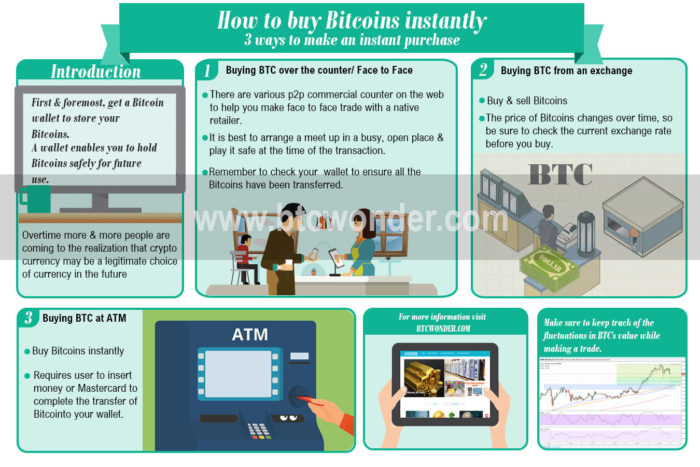 How to buy Bitcoins instantly
3 ways to make an instant purchase
Introduction
First & foremost, get a Bitcoin
wallet to store your
Bitcoins.
A wallet enables you to hold
Bitcoins safely for future
use.
Overtime more & more people are
coming to the realization that crypto
currency may be a legitimate choice
of currency in the future
1 Buying BTC over the counter/ Face to Face
There are various p2p commercial counter on the web
to help you make face to face trade with a native
retailer.
It is best to arrange a meet up in a busy, open place &
play it safe at the time of the transaction.
Remember to check your wallet to ensure all the
Bitcoins have been transferred.
2 Buying BTC from an exchange
Buy & sell Bitcoins
The price of Bitcoins changes over time, so
be sure to check the current exchange rate
before you buy.
BTC
DOLLAR
www.btcwonder.com
3 Buying BTC at ATM
Buy Bitcoins instantly
Requires user to insert
money or Mastercard to
complete the transfer of
Bitcointo your wallet.
ATM
For more information visit
BTCWONDER.COM
Make sure to keep track of the
fluctuations in BTC's value while
making a trade.